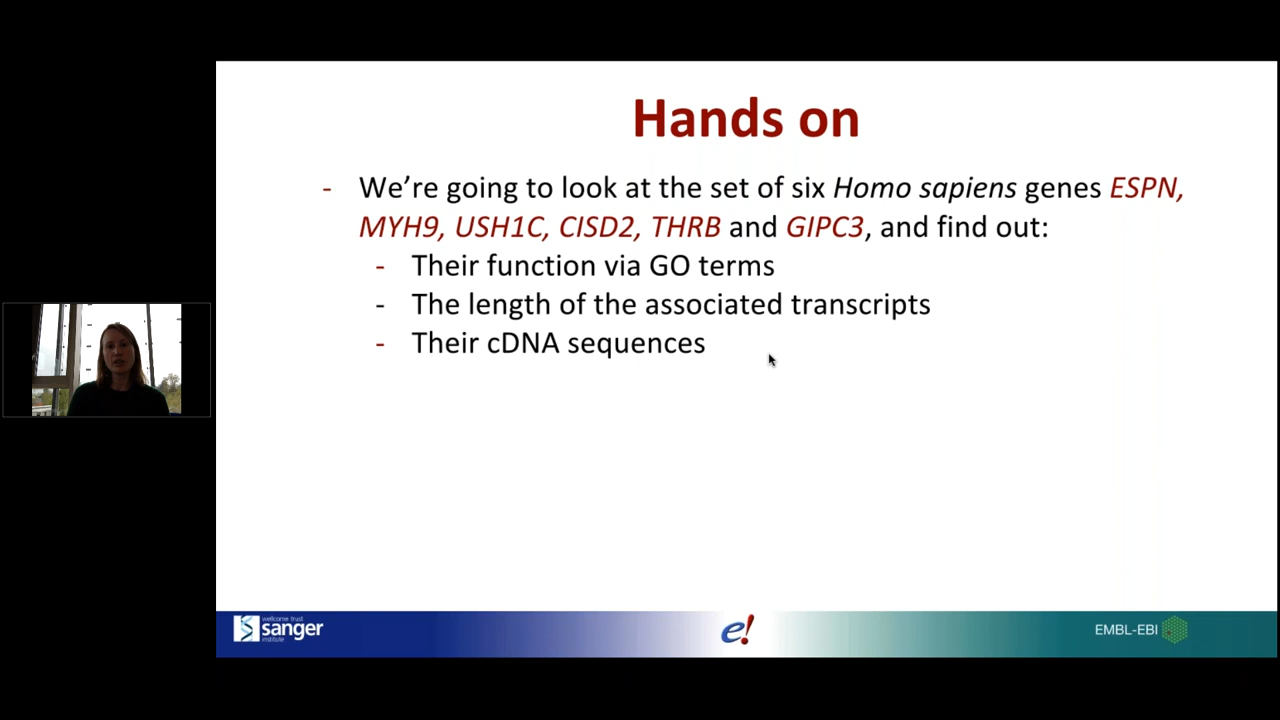 Hands on
- We’re going to look at the set of six Homo sapiens genes ESPN,
MYH9, USH1C, CISD2, THRB and GIPC3, and find out:
- Their function via GO terms
- The length of the associated transcripts
- Their cDNA sequences
wellcome trust
sanger
institute
e!
EMBL-EBI